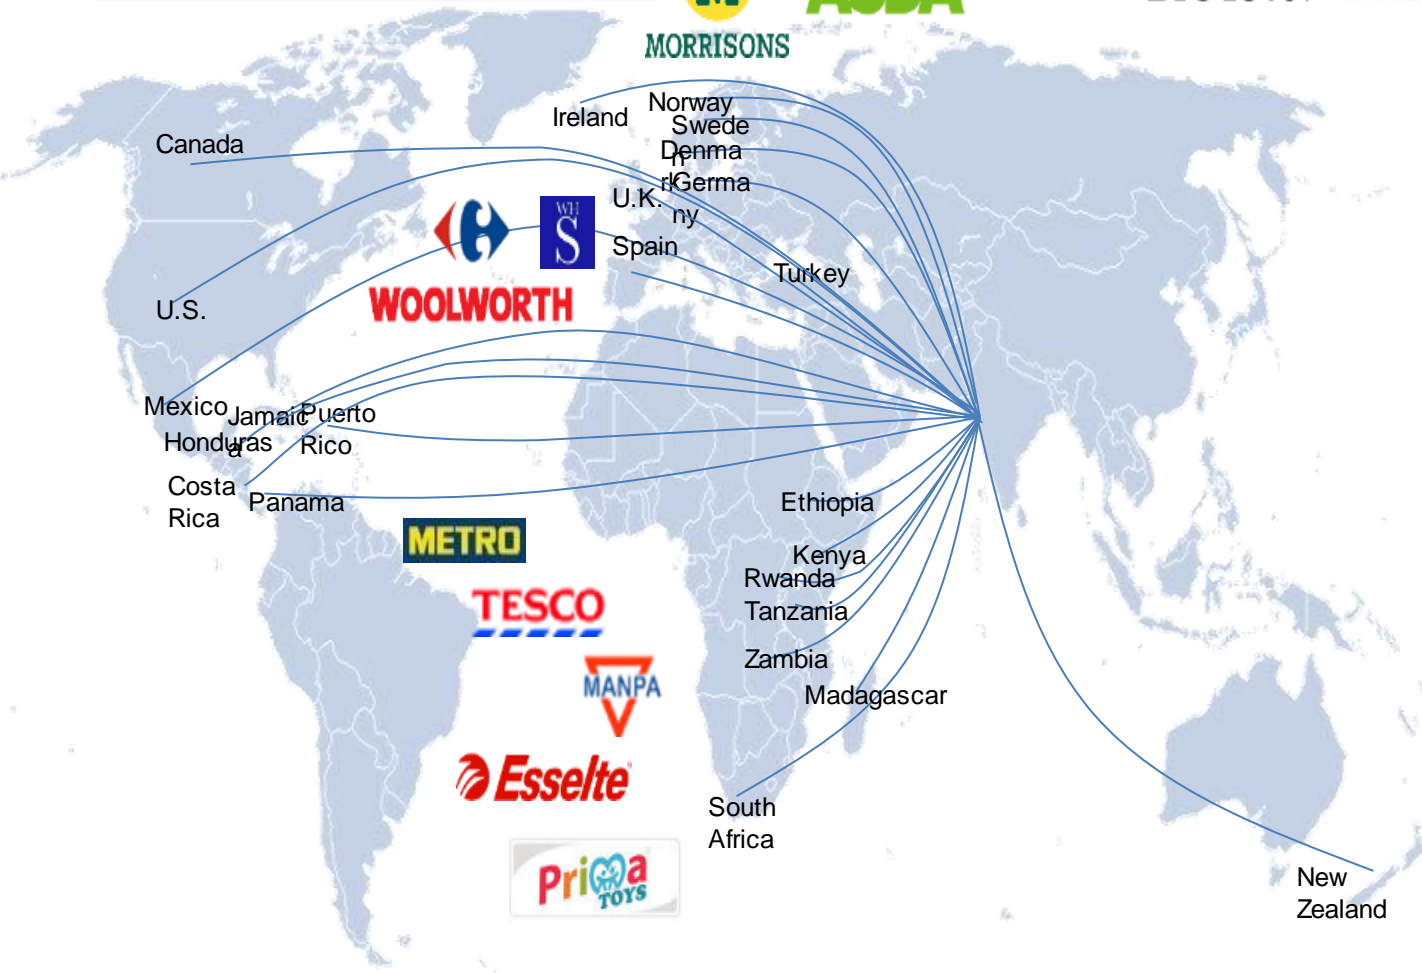 ASDA
MORRISONS
Ireland
Norway
Swede
n
Denma
rk
Germa
ny
Canada
U.K.
WH
S
Spain
Turkey
WOOLWORTH
U.S.
Mexico
Jamaic
a
Puerto
Rico
Honduras
Costa
Rica
Panama
METRO
Ethiopia
Kenya
Rwanda
TESCO
Tanzania
Zambia
MANPA
Madagascar
Esselte
South
Africa
Prima
TOYS
New
Zealand